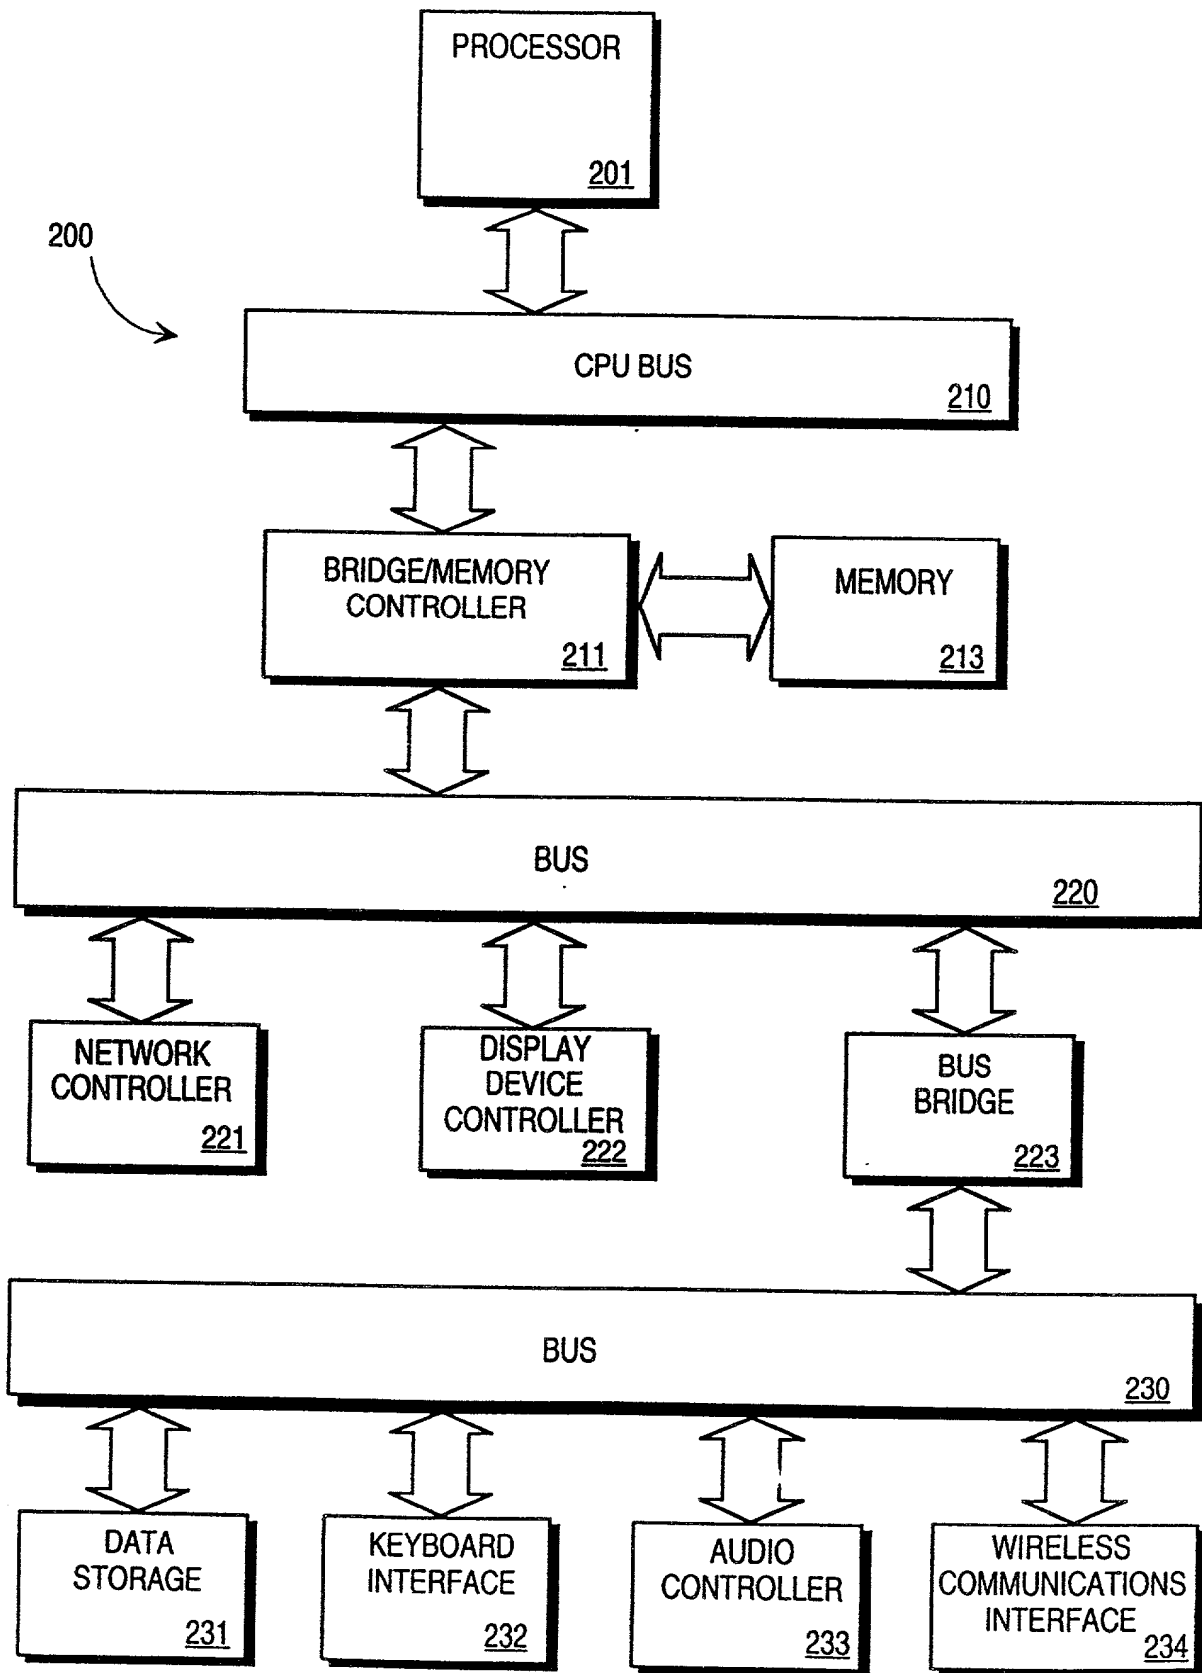 PROCESSOR
201
200
CPU BUS
210
BRIDGE/MEMORY
CONTROLLER
211
MEMORY
213
BUS
220
NETWORK
CONTROLLER
221
DISPLAY
DEVICE
CONTROLLER
222
BUS
BRIDGE
223
BUS
230
DATA
STORAGE
231
KEYBOARD
INTERFACE
232
AUDIO
CONTROLLER
233
WIRELESS
COMMUNICATIONS
INTERFACE
234